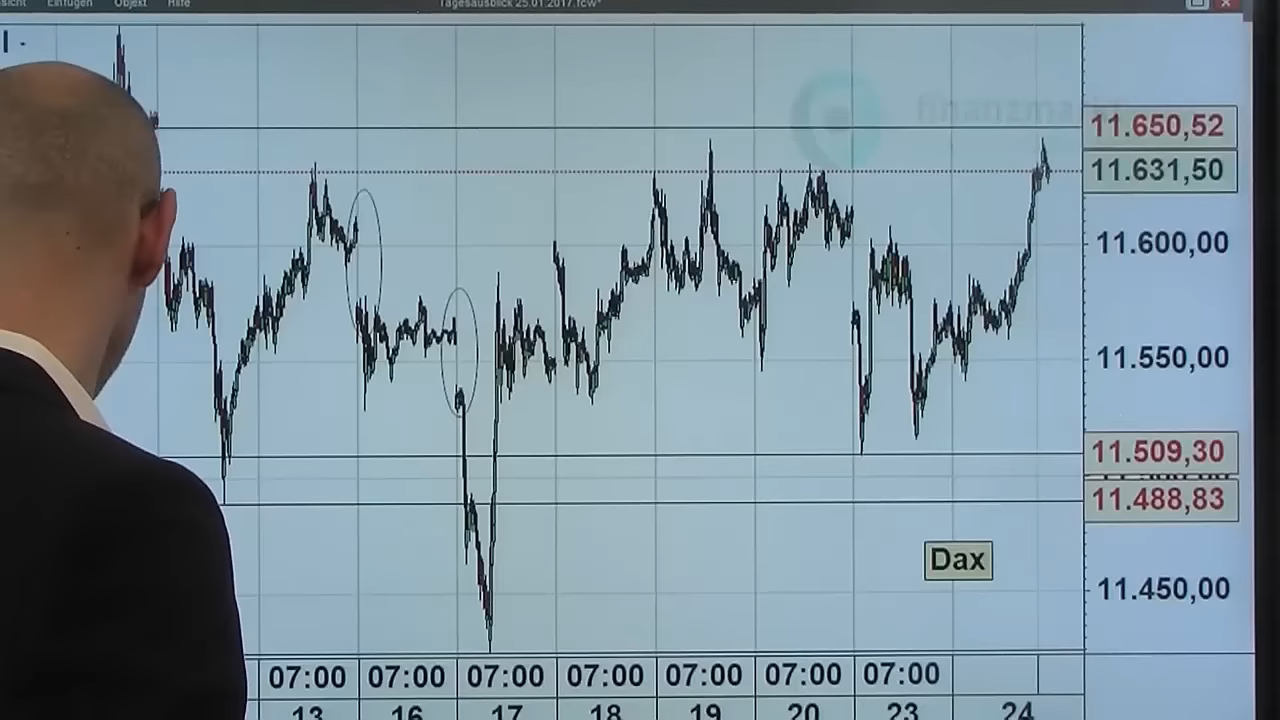 Einfügen Objekt Hilfe Tagesausblick 25.01.2017.tcw*
finanzmarkt
11.650,52
11.631,50
11.600,00
11.550,00
11.509,30
11.488,83
Dax
11.450,00
07:00 07:00 07:00 07:00 07:00 07:00 07:00
13 16 17 18 19 20 23 24